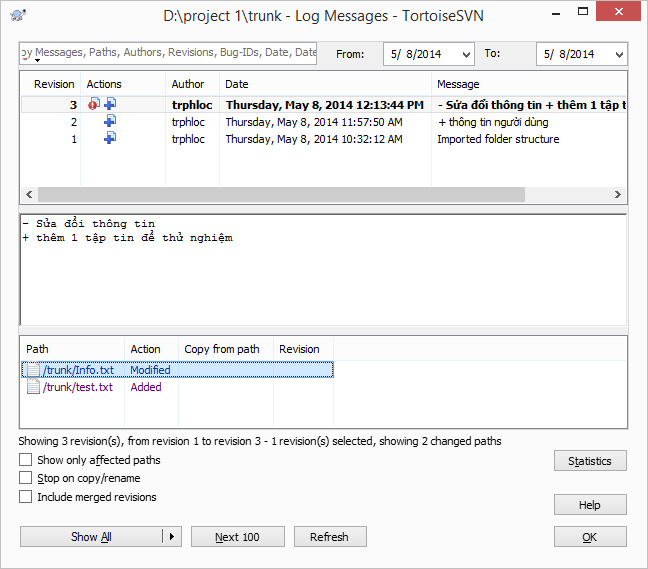 D:\project 1\trunk - Log Messages - TortoiseSVN
by Messages, Paths, Authors, Revisions, Bug-IDs, Date, Date
From: 5/ 8/2014 To: 5/ 8/2014
Revision Actions Author Date Message
3 trphloc Thursday, May 8, 2014 12:13:44 PM - Sửa đổi thông tin + thêm 1 tập t
2 trphloc Thursday, May 8, 2014 11:57:50 AM + thông tin người dùng
1 trphloc Thursday, May 8, 2014 10:32:12 AM Imported folder structure
- Sửa đổi thông tin
+ thêm 1 tập tin để thử nghiệm
Path Action Copy from path Revision
/trunk/Info.txt Modified
/trunk/test.txt Added
Showing 3 revision(s), from revision 1 to revision 3 - 1 revision(s) selected, showing 2 changed paths
Show only affected paths
Statistics
Stop on copy/rename
Include merged revisions
Help
Show All Next 100 Refresh OK